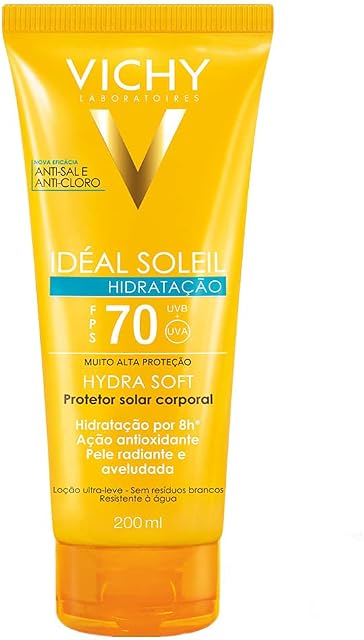 VICHY
LABORATOIRES
NOVA EFICÁCIA
ANTI-SAL E
ANTI-CLORO
IDÉAL SOLEIL
HIDRATAÇÃO
FPS 70 UVB + UVA
MUITO ALTA PROTEÇÃO
HYDRA SOFT
Protetor solar corporal
Hidratação por 8h*
Ação antioxidante
Pele radiante e
aveludada
Loção ultra-leve - Sem resíduos brancos
Resistente à água
200ml